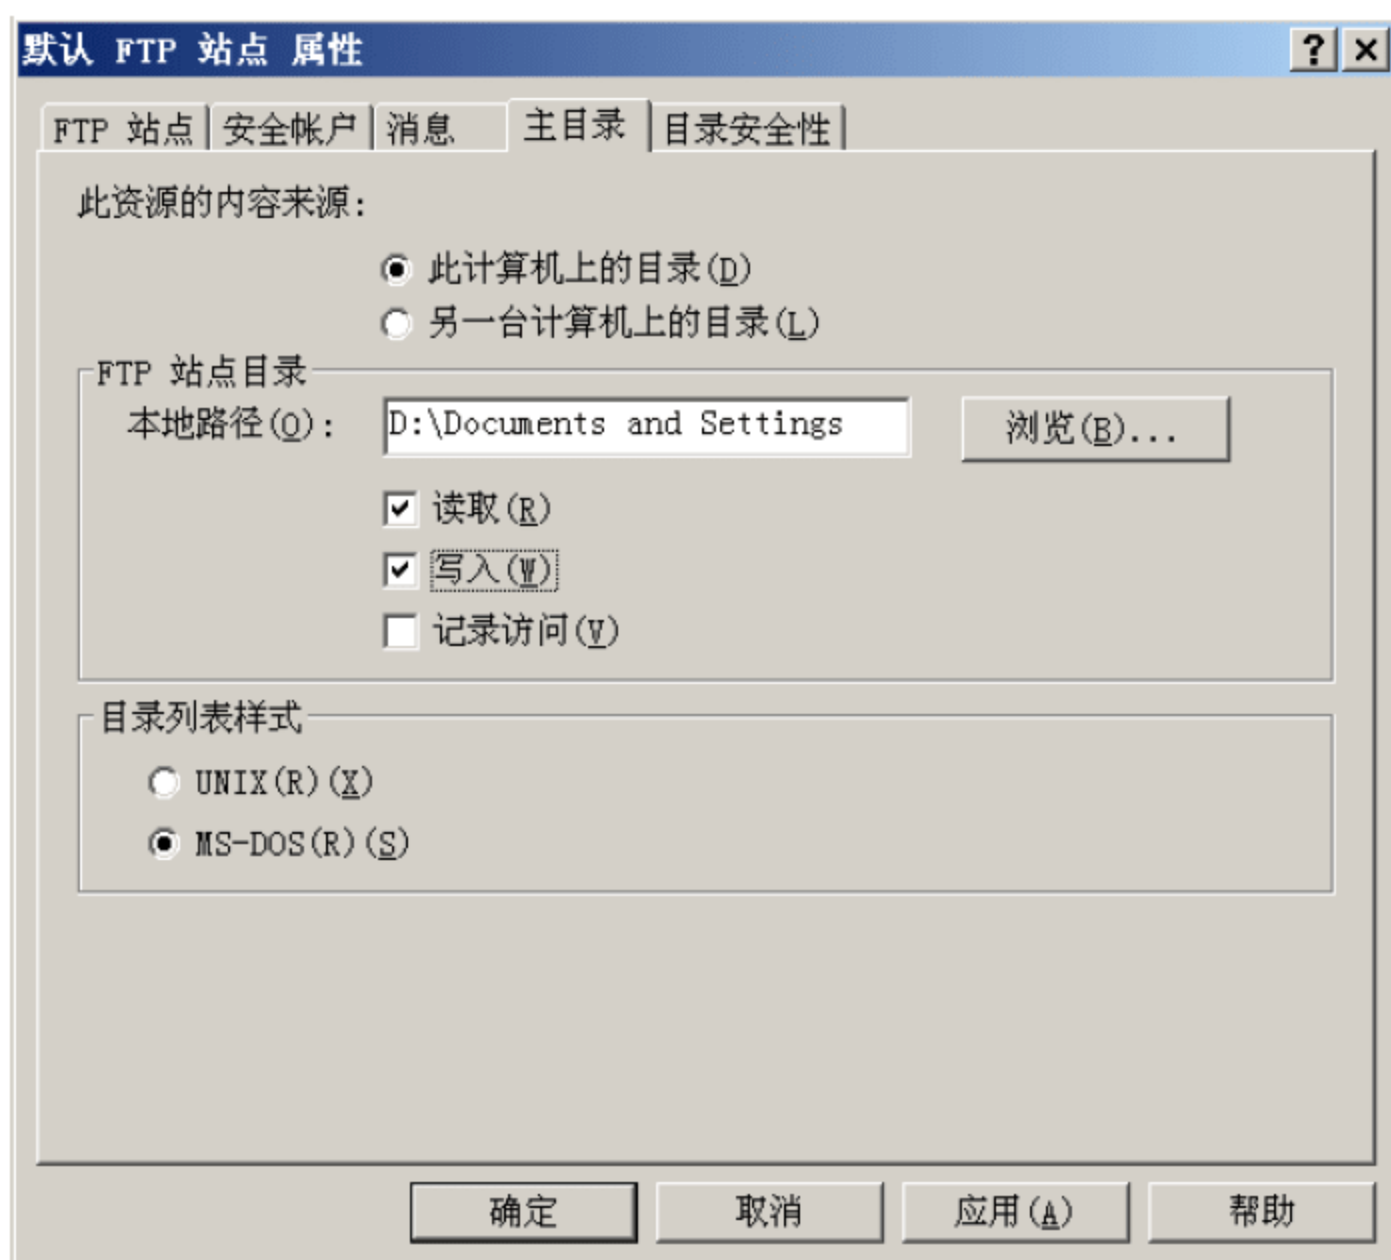 默认 FTP 站点 属性
FTP 站点 安全帐户 消息 主目录 目录安全性
此资源的内容来源:
此计算机上的目录(D)
另一台计算机上的目录(L)
FTP 站点目录
本地路径(O): D:\Documents and Settings 浏览(B)...
读取(R)
写入(W)
记录访问(V)
目录列表样式
UNIX(R)(X)
MS-DOS(R)(S)
确定 取消 应用(A) 帮助